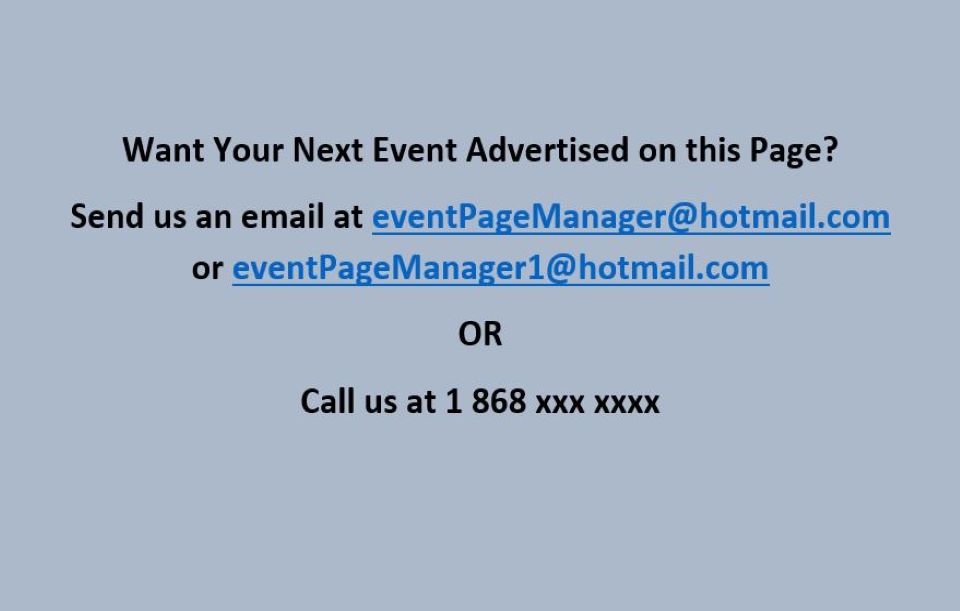 Want Your Next Event Advertised on this Page?
Send us an email at eventPageManager@hotmail.com
or eventPageManager1@hotmail.com
OR
Call us at 1 868 xxx xxxx